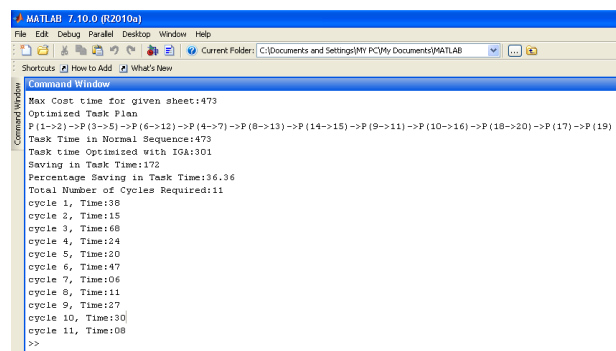 MATLAB 7.10.0 (R2010a)
File Edit Debug Parallel Desktop Window Help
Current Folder: C:\Documents and Settings\MY PC\My Documents\MATLAB
Shortcuts How to Add What's New
Command Window
Command Window
Max Cost time for given sheet:473
Optimized Task Plan
P(1->2)->P(3->5)->P(6->12)->P(4->7)->P(8->13)->P(14->15)->P(9->11)->P(10->16)->P(18->20)->P(17)->P(19)
Task Time in Normal Sequence:473
Task time Optimized with IGA:301
Saving in Task Time:172
Percentage Saving in Task Time:36.36
Total Number of Cycles Required:11
cycle 1, Time:38
cycle 2, Time:15
cycle 3, Time:68
cycle 4, Time:24
cycle 5, Time:20
cycle 6, Time:47
cycle 7, Time:06
cycle 8, Time:11
cycle 9, Time:27
cycle 10, Time:30
cycle 11, Time:08
>>